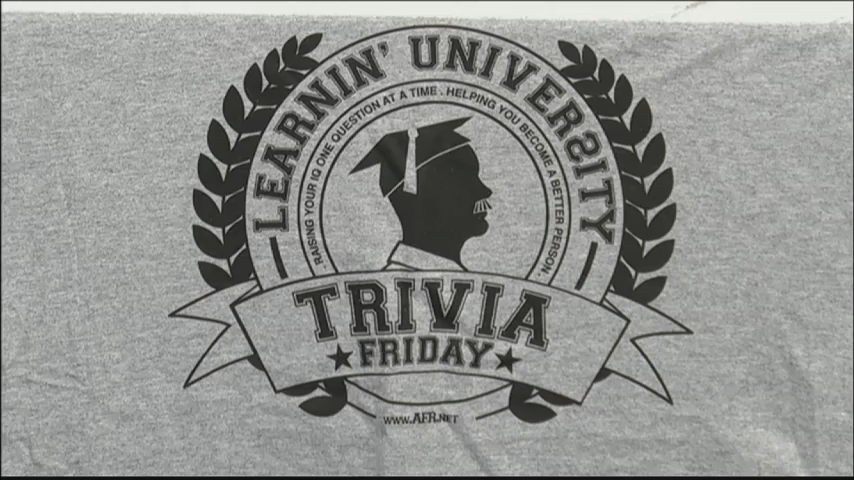 LEARNIN' UNIVERSITY
· RAISING YOUR IQ ONE QUESTION AT A TIME · HELPING YOU BECOME A BETTER PERSON ·
TRIVIA
★FRIDAY★
WWW.AFR.NET